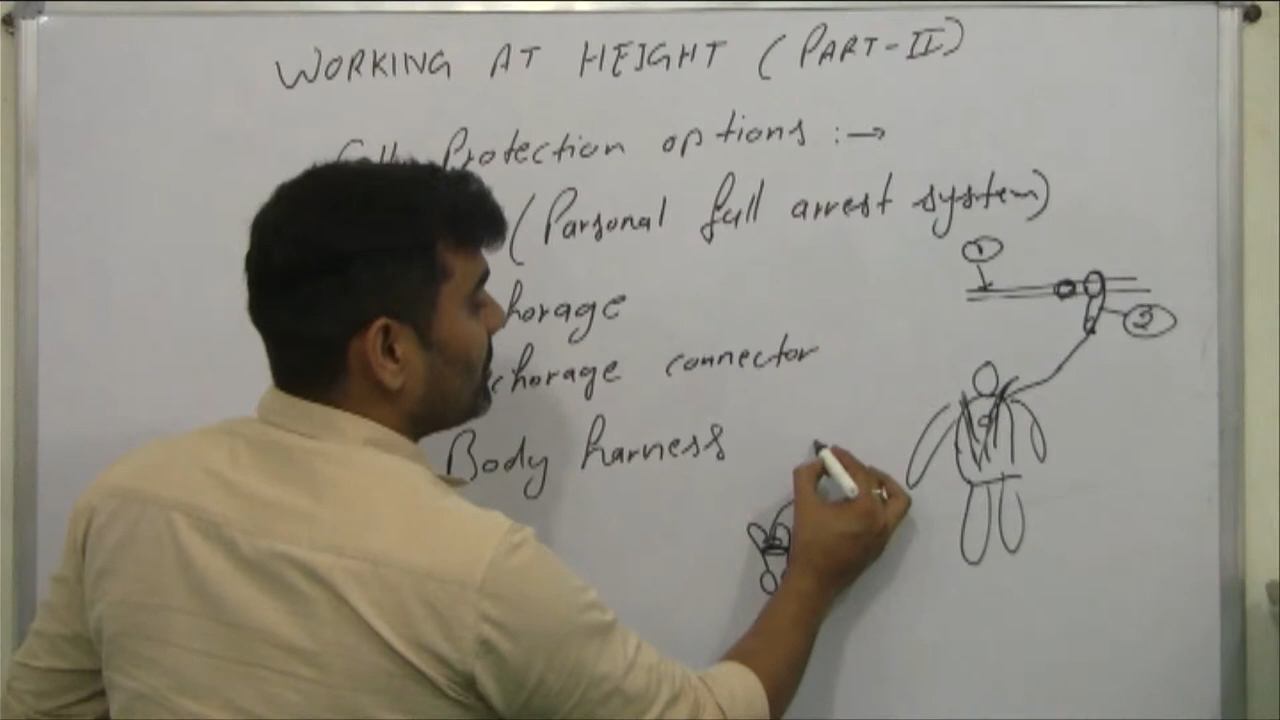 WORKING AT HEIGHT (PART-II)
Protection options :→
(Parsonal fall arrest system)
①
horage
②
chorage connector
Body harness